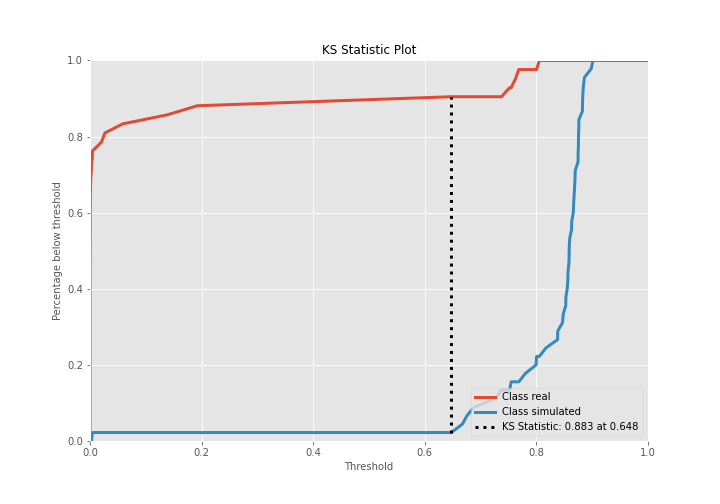 KS Statistic Plot
1.0
0.8
0.6
0.4
0.2
0.0
Percentage below threshold
0.0 0.2 0.4 0.6 0.8 1.0
Threshold
Class real
Class simulated
KS Statistic: 0.883 at 0.648